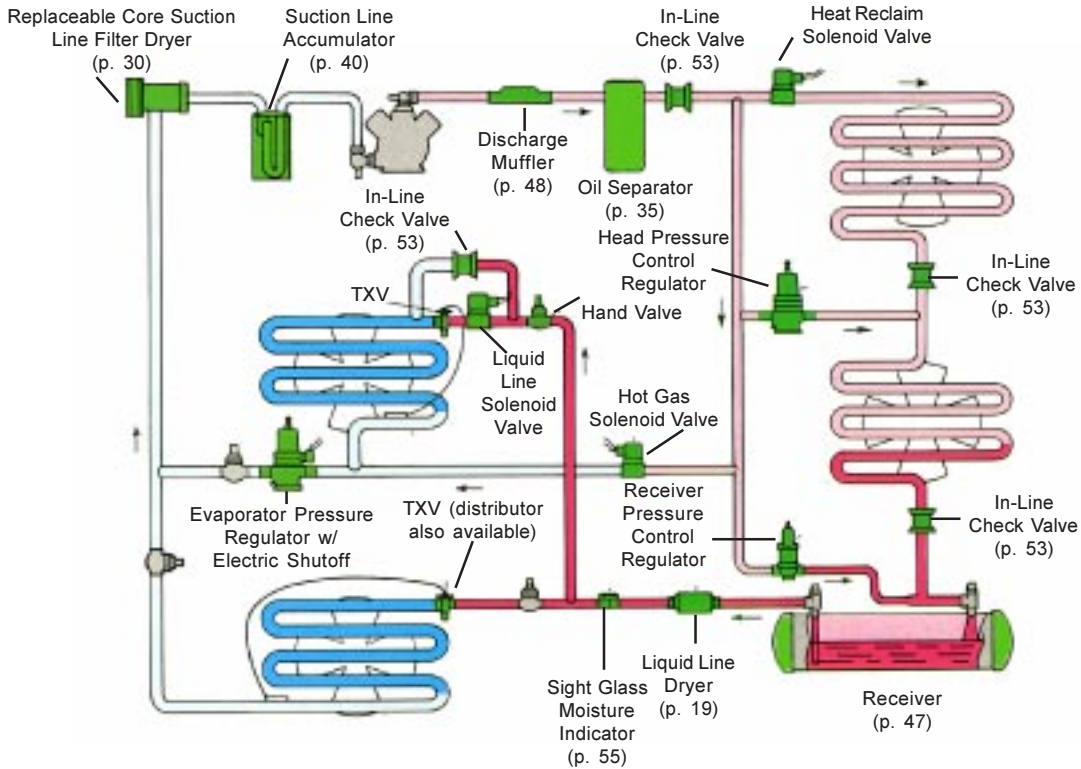 Replaceable Core Suction
Line Filter Dryer
(p. 30)
Suction Line
Accumulator
(p. 40)
In-Line
Check Valve
(p. 53)
Heat Reclaim
Solenoid Valve
Discharge
Muffler
(p. 48)
Oil Separator
(p. 35)
In-Line
Check Valve
(p. 53)
Head Pressure
Control
Regulator
In-Line
Check Valve
(p. 53)
TXV
Hand Valve
Liquid
Line
Solenoid
Valve
Hot Gas
Solenoid Valve
Evaporator Pressure
Regulator w/
Electric Shutoff
TXV (distributor
also available)
Receiver
Pressure
Control
Regulator
In-Line
Check Valve
(p. 53)
Sight Glass
Moisture
Indicator
(p. 55)
Liquid Line
Dryer
(p. 19)
Receiver
(p. 47)